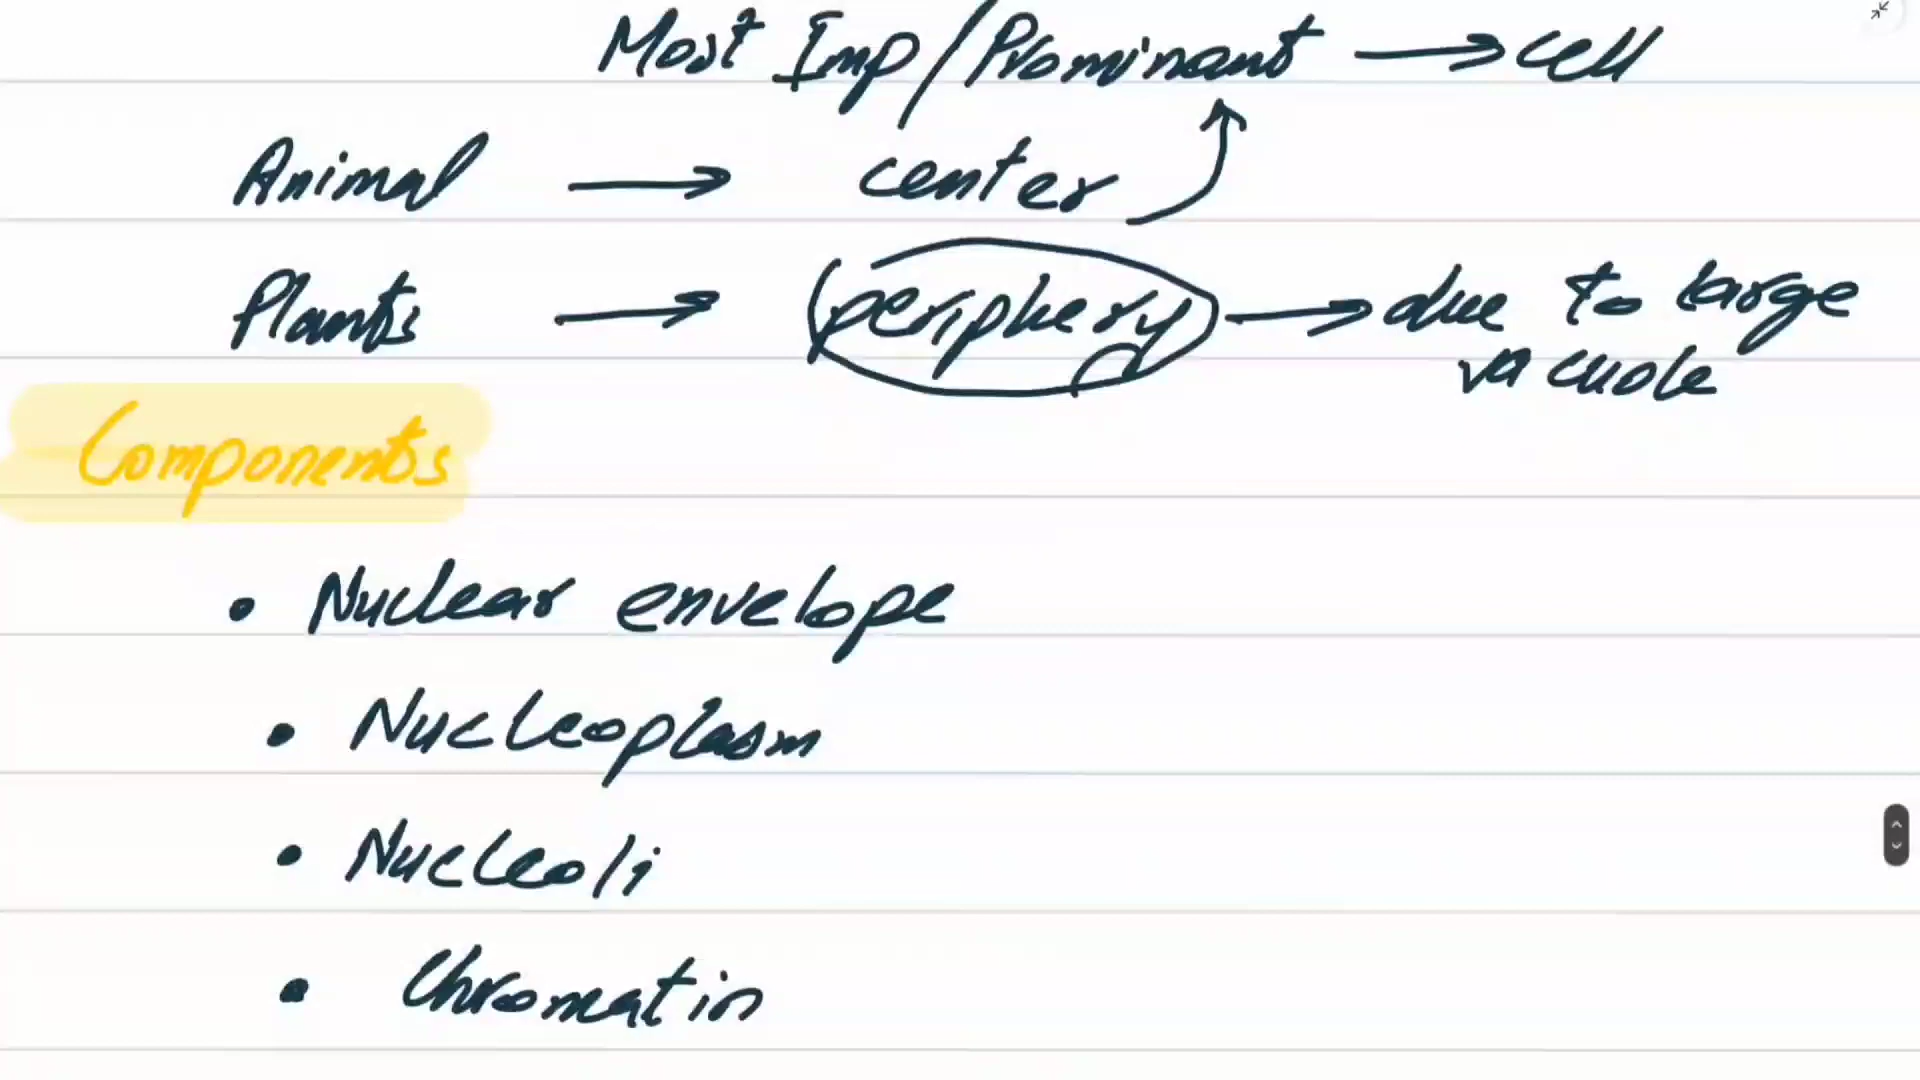 Most Imp/Prominant → cell
Animal → center
Plants → periphery → due to large
vacuole
Components
• Nuclear envelope
• Nucleoplasm
• Nucleoli
• Chromatin